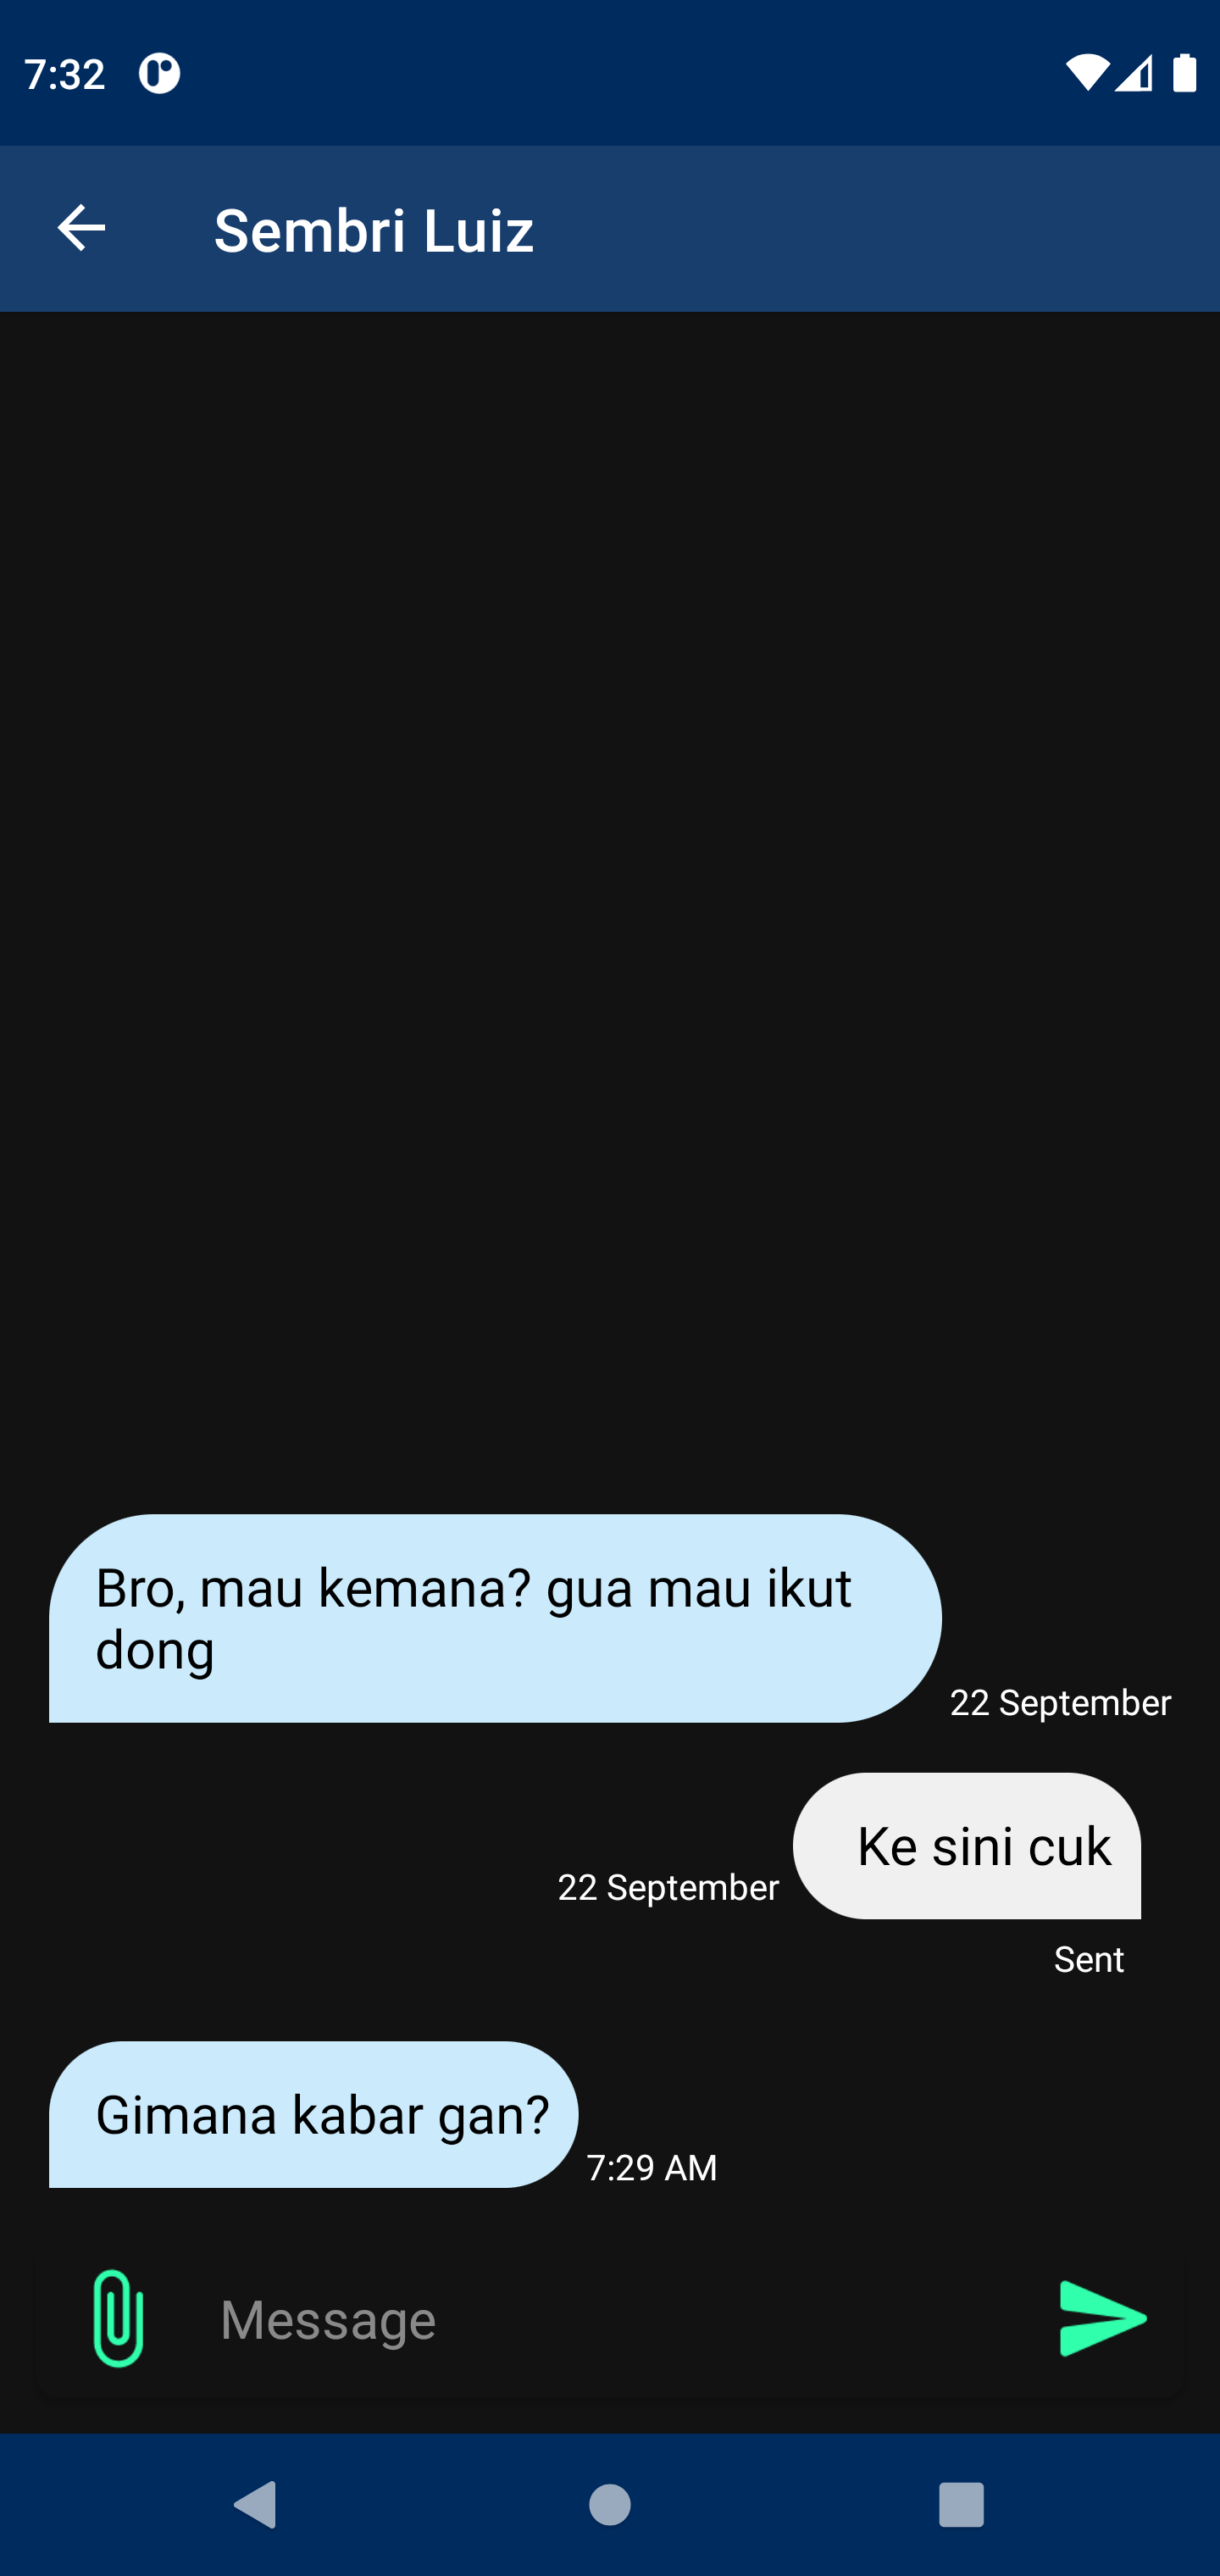 7:32
Sembri Luiz
Bro, mau kemana? gua mau ikut
dong
22 September
Ke sini cuk
22 September
Sent
Gimana kabar gan?
7:29 AM
Message